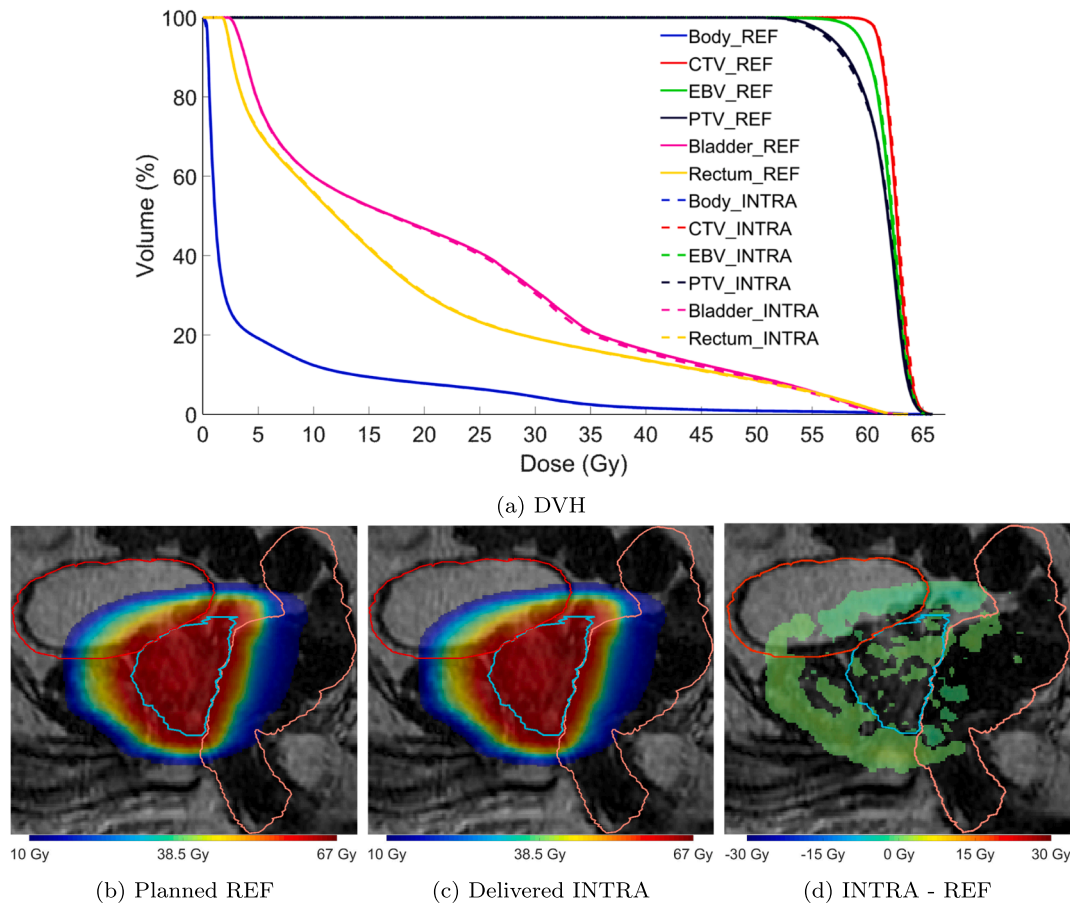 100
80
60
40
20
0
Volume (%)
Body_REF
CTV_REF
EBV_REF
PTV_REF
Bladder_REF
Rectum_REF
Body_INTRA
CTV_INTRA
EBV_INTRA
PTV_INTRA
Bladder_INTRA
Rectum_INTRA
0 5 10 15 20 25 30 35 40 45 50 55 60 65
Dose (Gy)
(a) DVH
10 Gy 38.5 Gy 67 Gy
10 Gy 38.5 Gy 67 Gy
-30 Gy -15 Gy 0 Gy 15 Gy 30 Gy
(b) Planned REF
(c) Delivered INTRA
(d) INTRA - REF